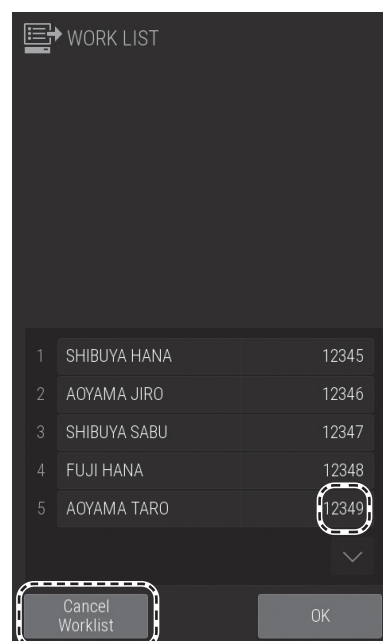 WORK LIST
1 SHIBUYA HANA 12345
2 AOYAMA JIRO 12346
3 SHIBUYA SABU 12347
4 FUJI HANA 12348
5 AOYAMA TARO 12349
Cancel
Worklist
OK